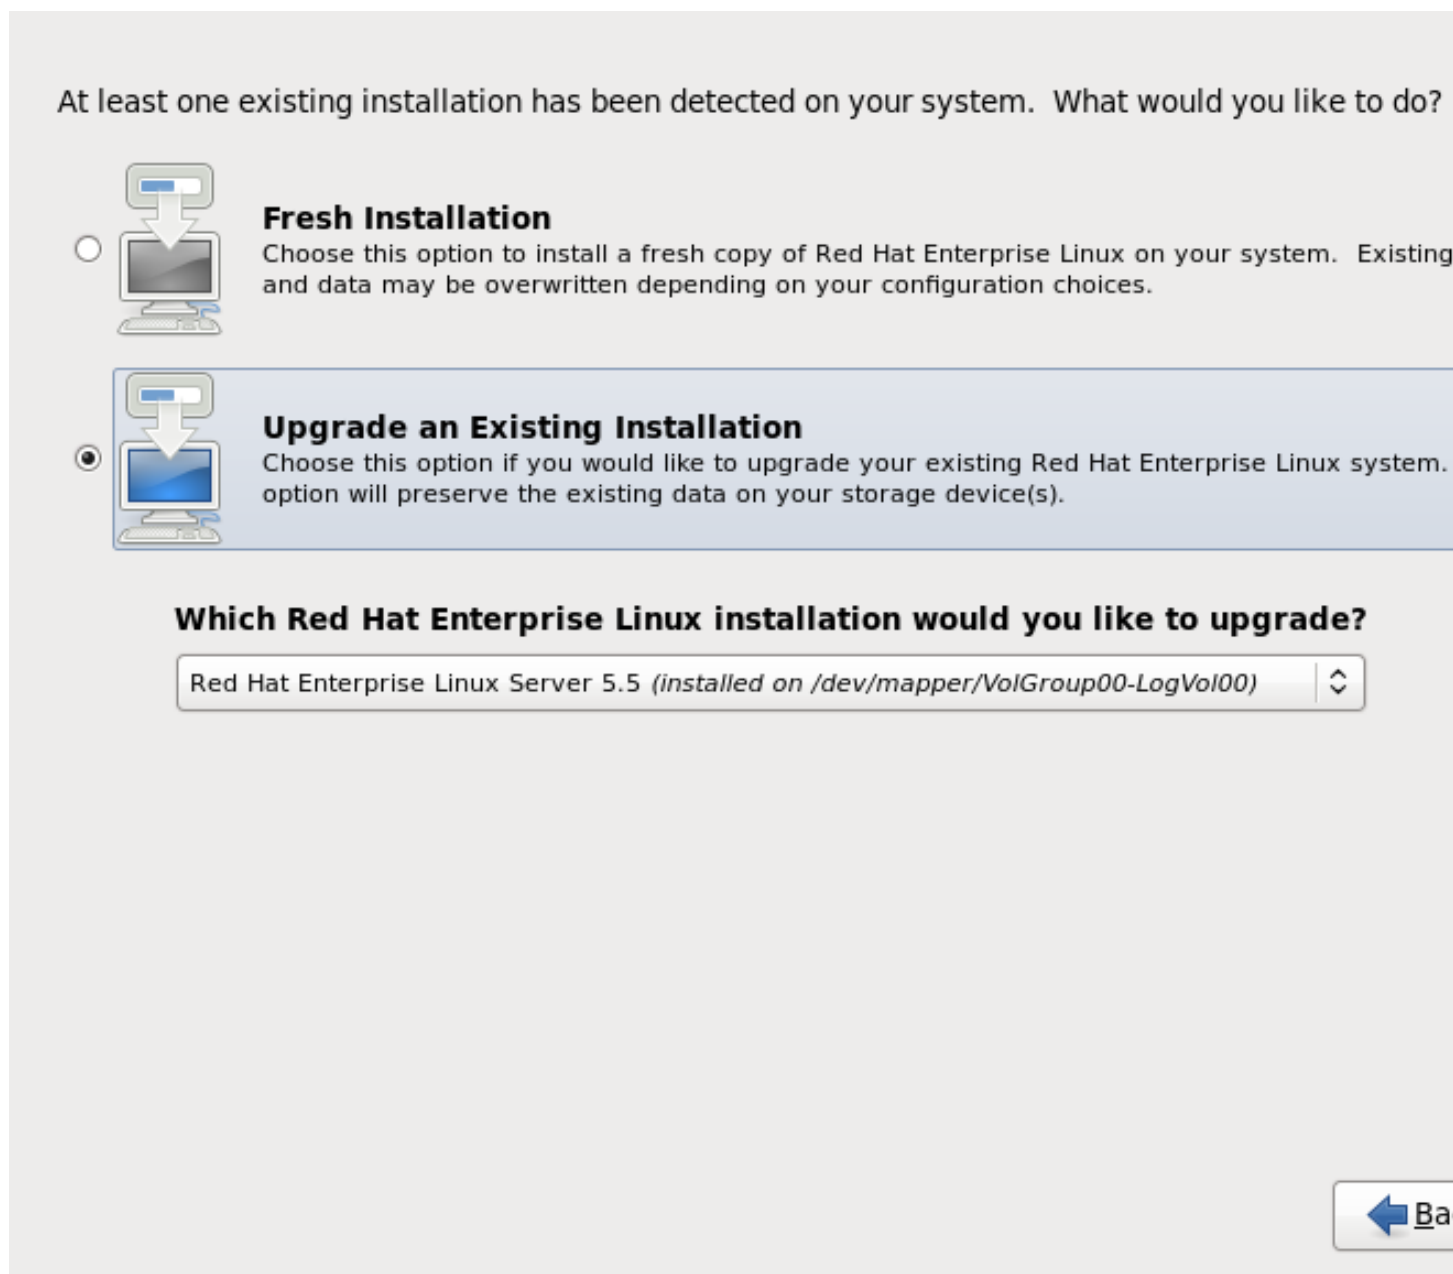 At least one existing installation has been detected on your system.  What would you like to do?
Fresh Installation
Choose this option to install a fresh copy of Red Hat Enterprise Linux on your system.  Existing
and data may be overwritten depending on your configuration choices.
Upgrade an Existing Installation
Choose this option if you would like to upgrade your existing Red Hat Enterprise Linux system.
option will preserve the existing data on your storage device(s).
Which Red Hat Enterprise Linux installation would you like to upgrade?
Red Hat Enterprise Linux Server 5.5 (installed on /dev/mapper/VolGroup00-LogVol00)